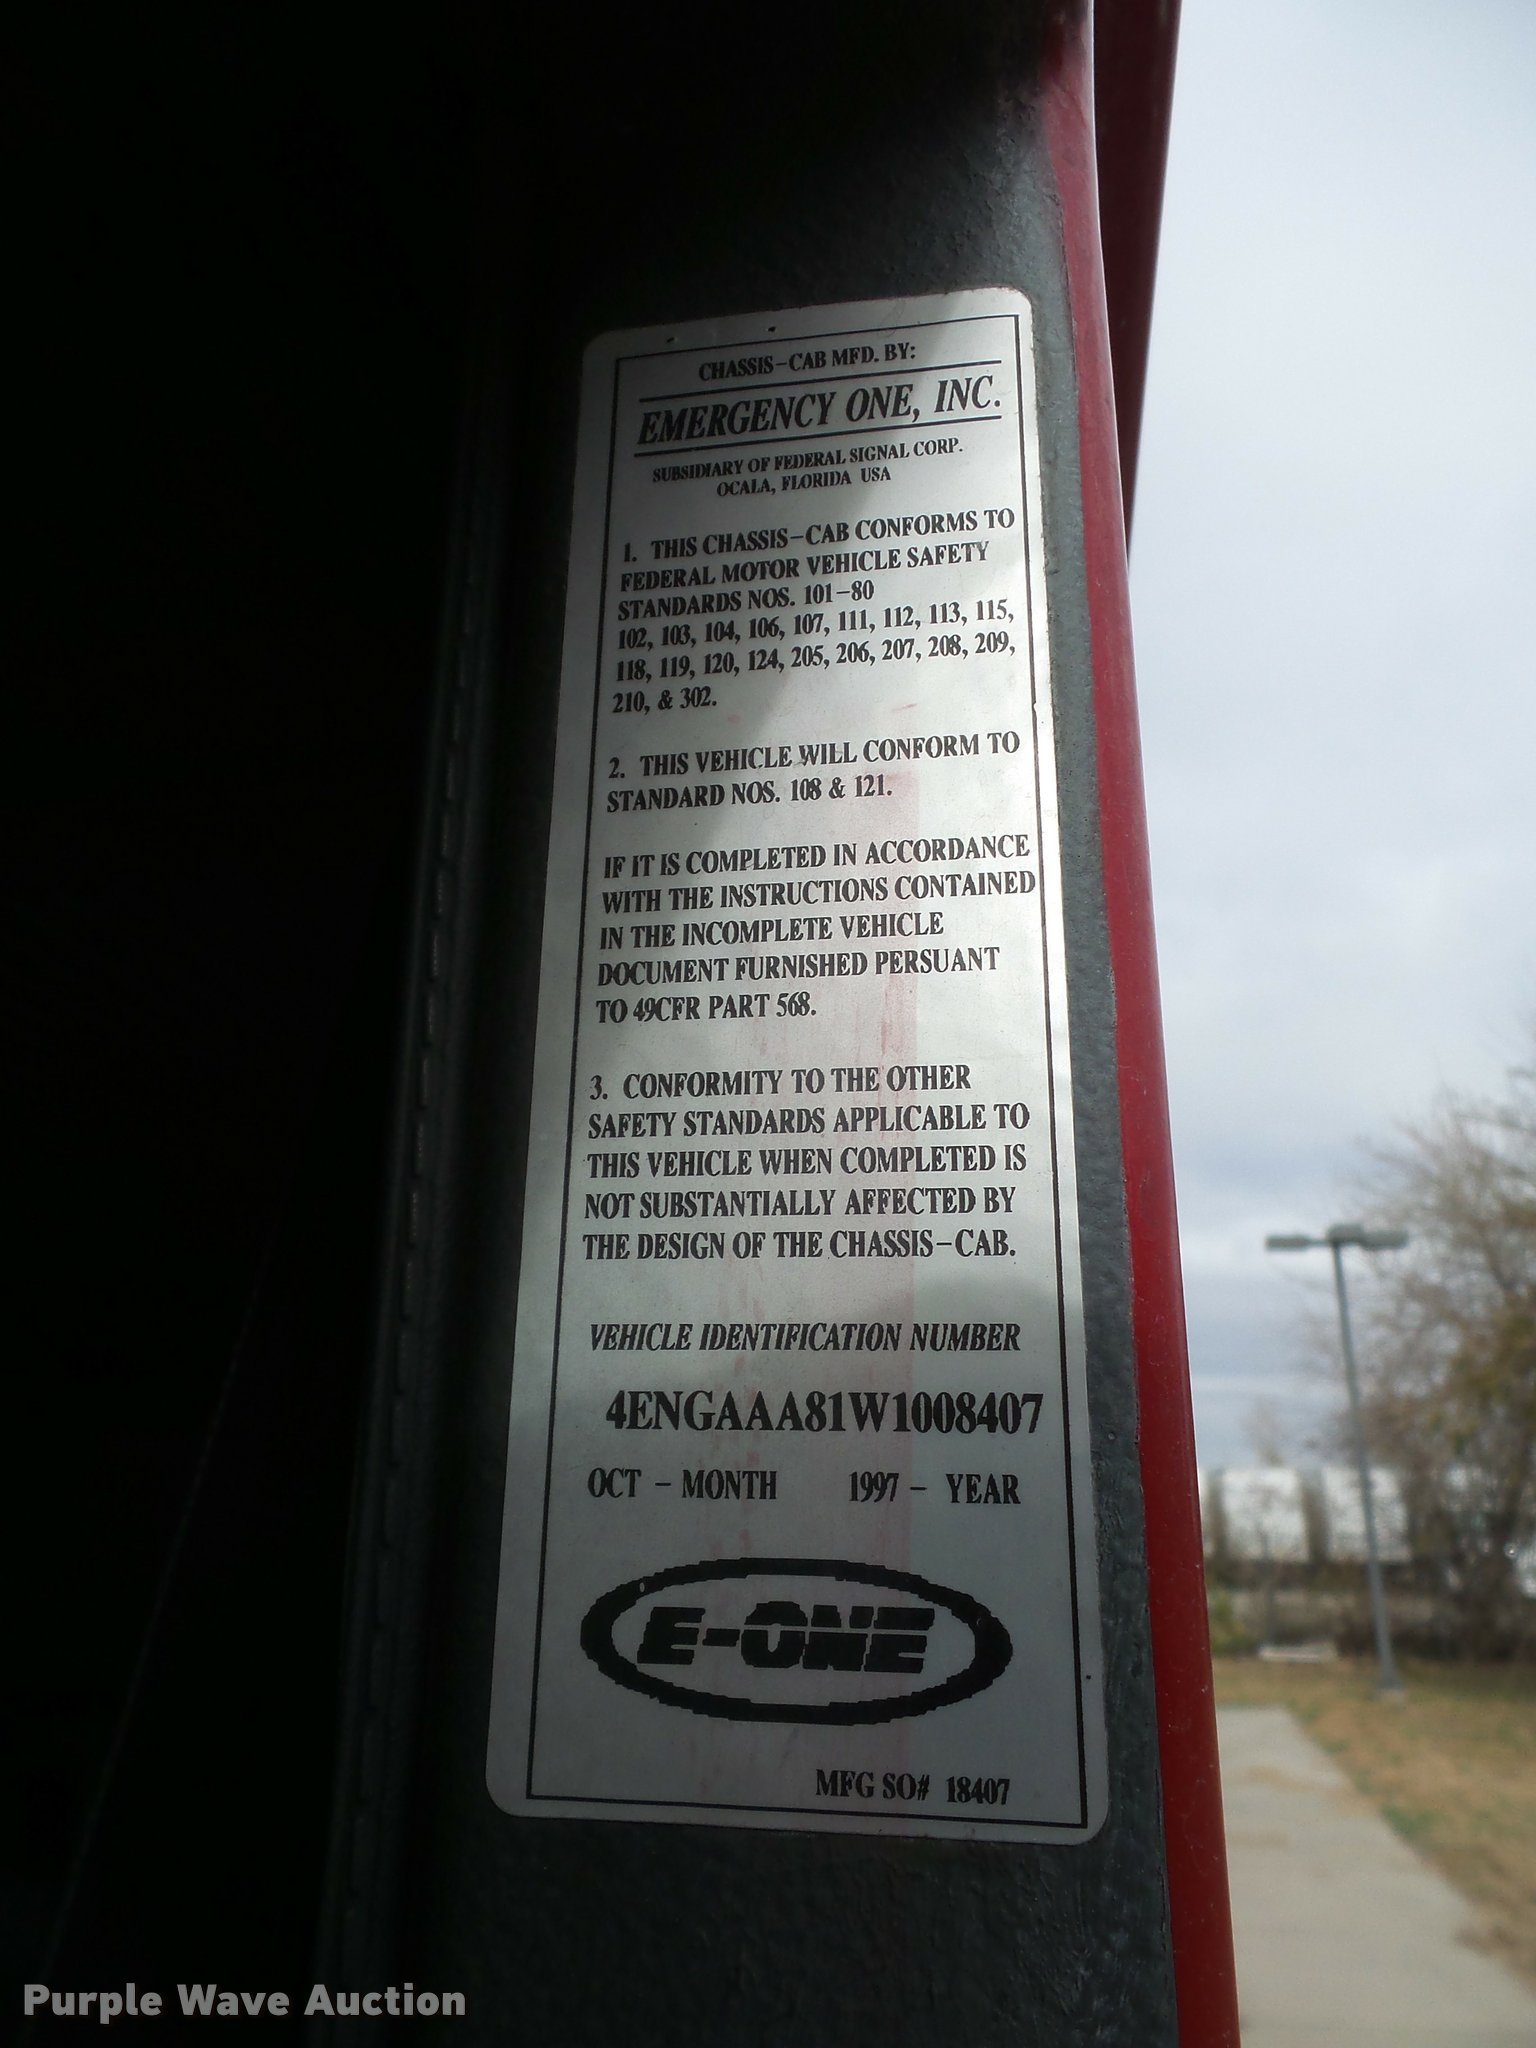 CHASSIS-CAB MFD. BY:
EMERGENCY ONE, INC.
SUBSIDIARY OF FEDERAL SIGNAL CORP.
OCALA, FLORIDA USA
1. THIS CHASSIS-CAB CONFORMS TO
FEDERAL MOTOR VEHICLE SAFETY
STANDARDS NOS. 101-80
102, 103, 104, 106, 107, 111, 112, 113, 115,
118, 119, 120, 124, 205, 206, 207, 208, 209,
210, & 302.
2. THIS VEHICLE WILL CONFORM TO
STANDARD NOS. 108 & 121.
IF IT IS COMPLETED IN ACCORDANCE
WITH THE INSTRUCTIONS CONTAINED
IN THE INCOMPLETE VEHICLE
DOCUMENT FURNISHED PERSUANT
TO 49CFR PART 568.
3. CONFORMITY TO THE OTHER
SAFETY STANDARDS APPLICABLE TO
THIS VEHICLE WHEN COMPLETED IS
NOT SUBSTANTIALLY AFFECTED BY
THE DESIGN OF THE CHASSIS-CAB.
VEHICLE IDENTIFICATION NUMBER
4ENGAAA81W1008407
OCT - MONTH 1997 - YEAR
E-ONE
MFG SO# 18407
Purple Wave Auction